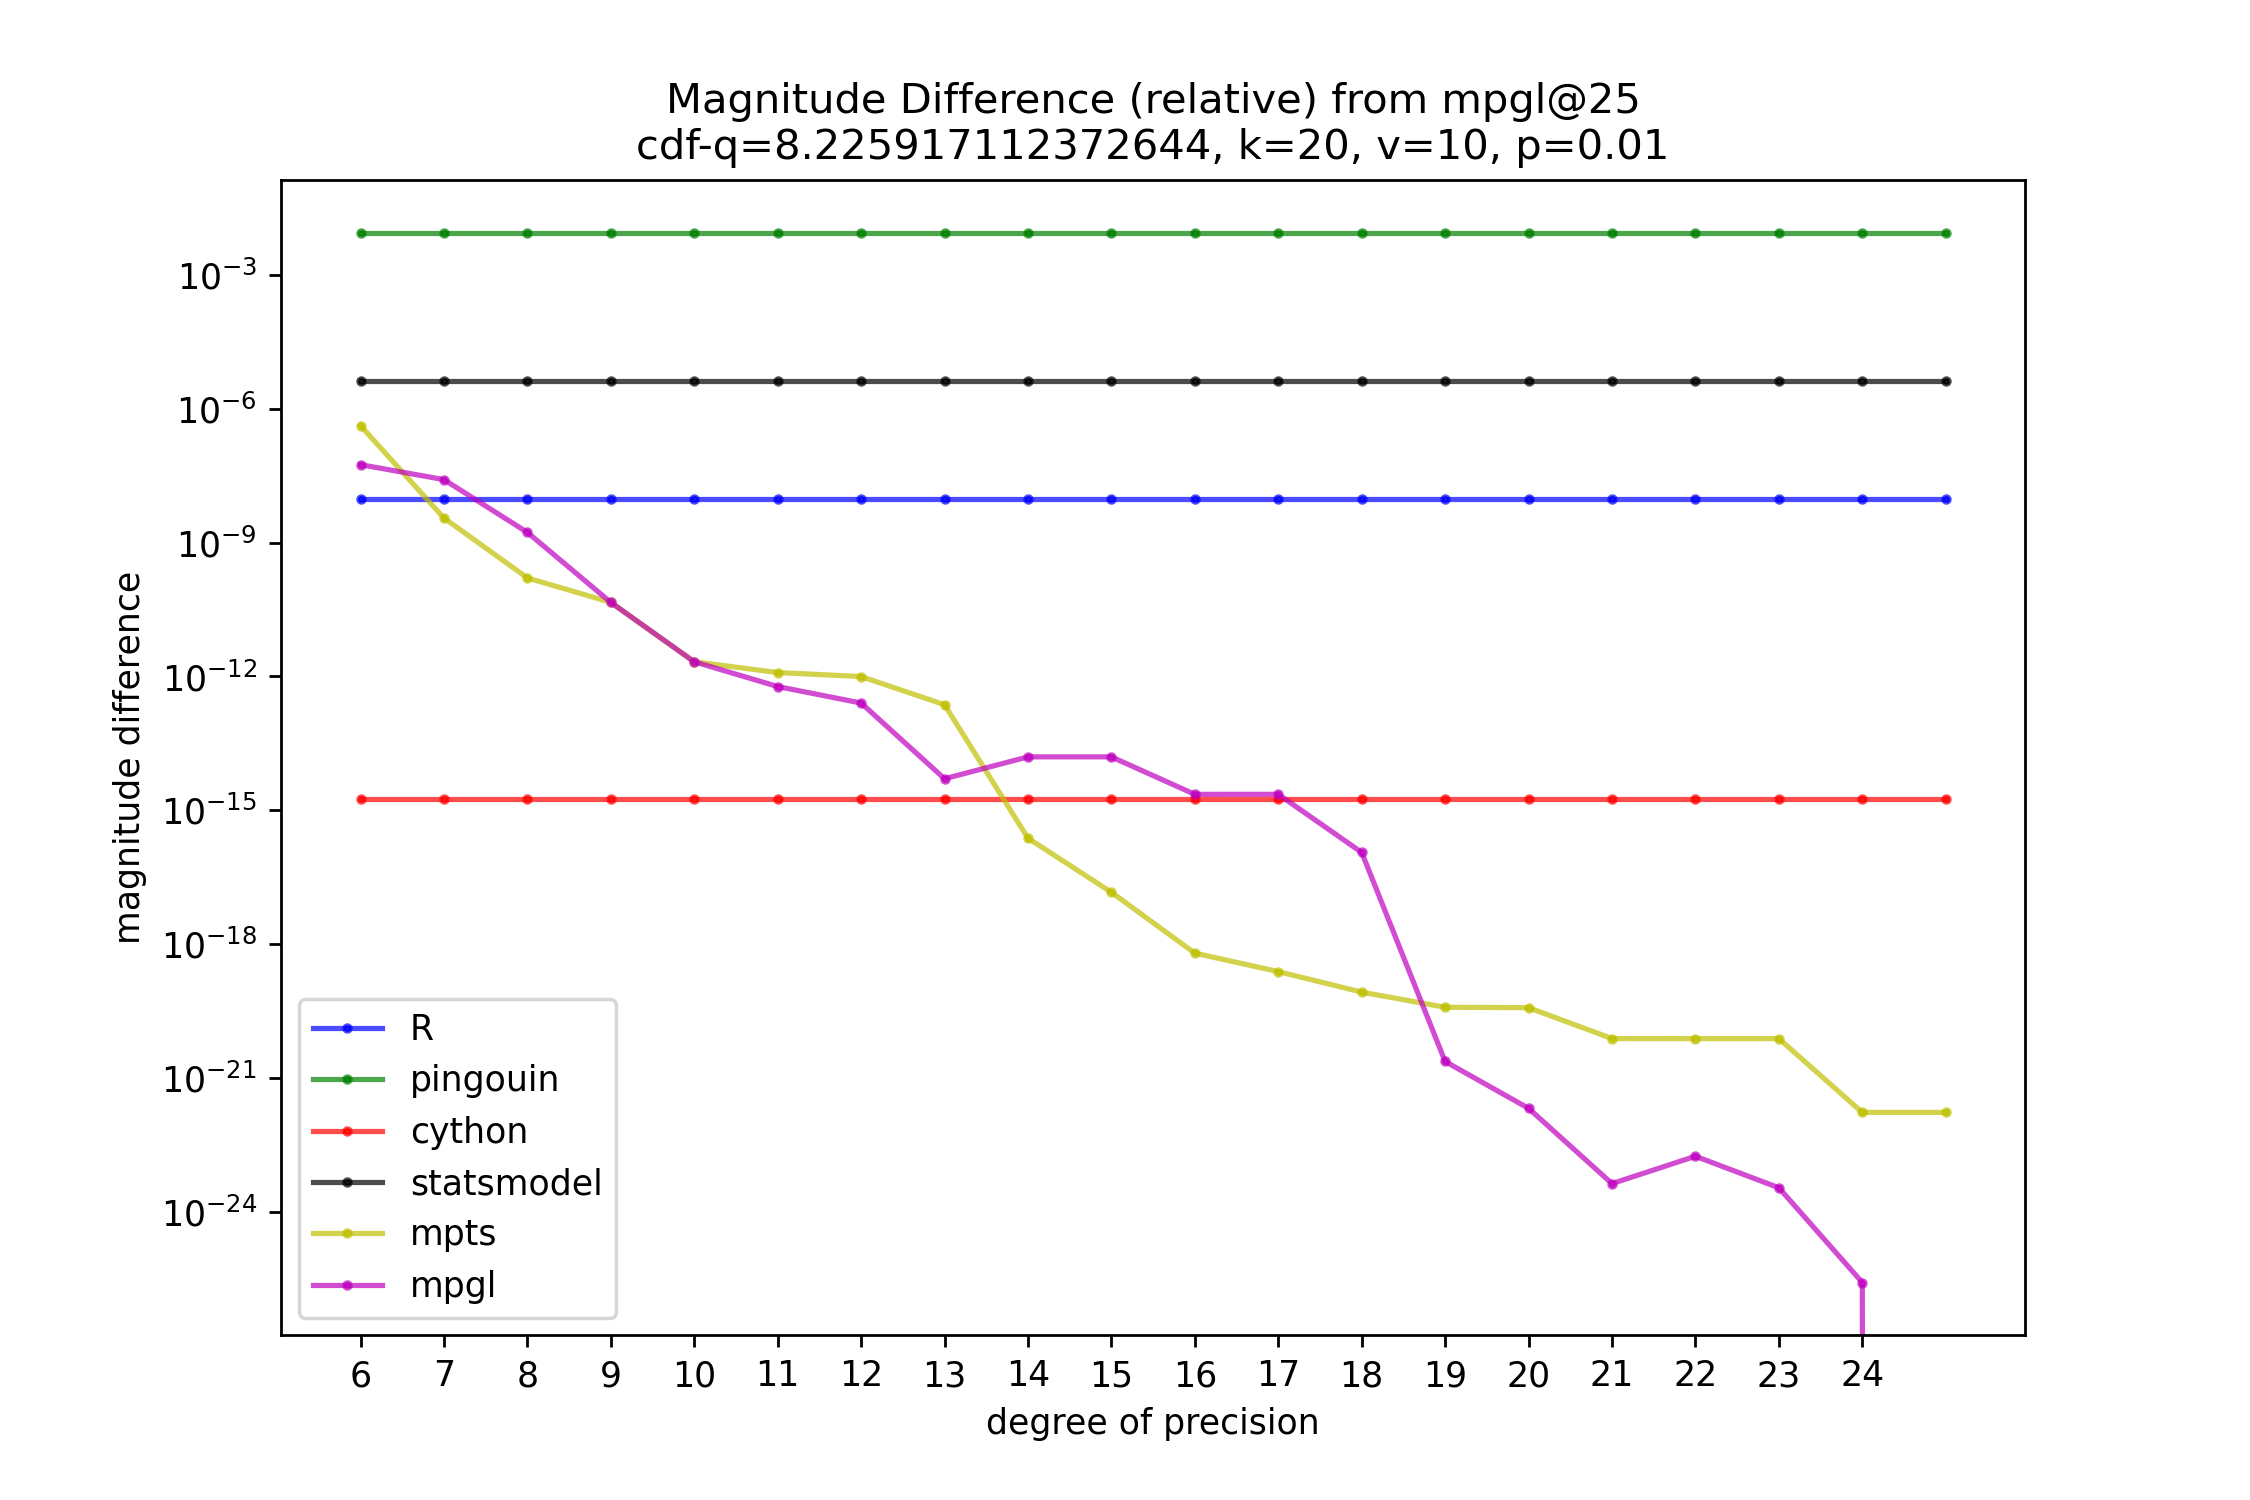 Magnitude Difference (relative) from mpgl@25
cdf-q=8.225917112372644, k=20, v=10, p=0.01
magnitude difference
10⁻³
10⁻⁶
10⁻⁹
10⁻¹²
10⁻¹⁵
10⁻¹⁸
10⁻²¹
10⁻²⁴
R
pingouin
cython
statsmodel
mpts
mpgl
6 7 8 9 10 11 12 13 14 15 16 17 18 19 20 21 22 23 24
degree of precision